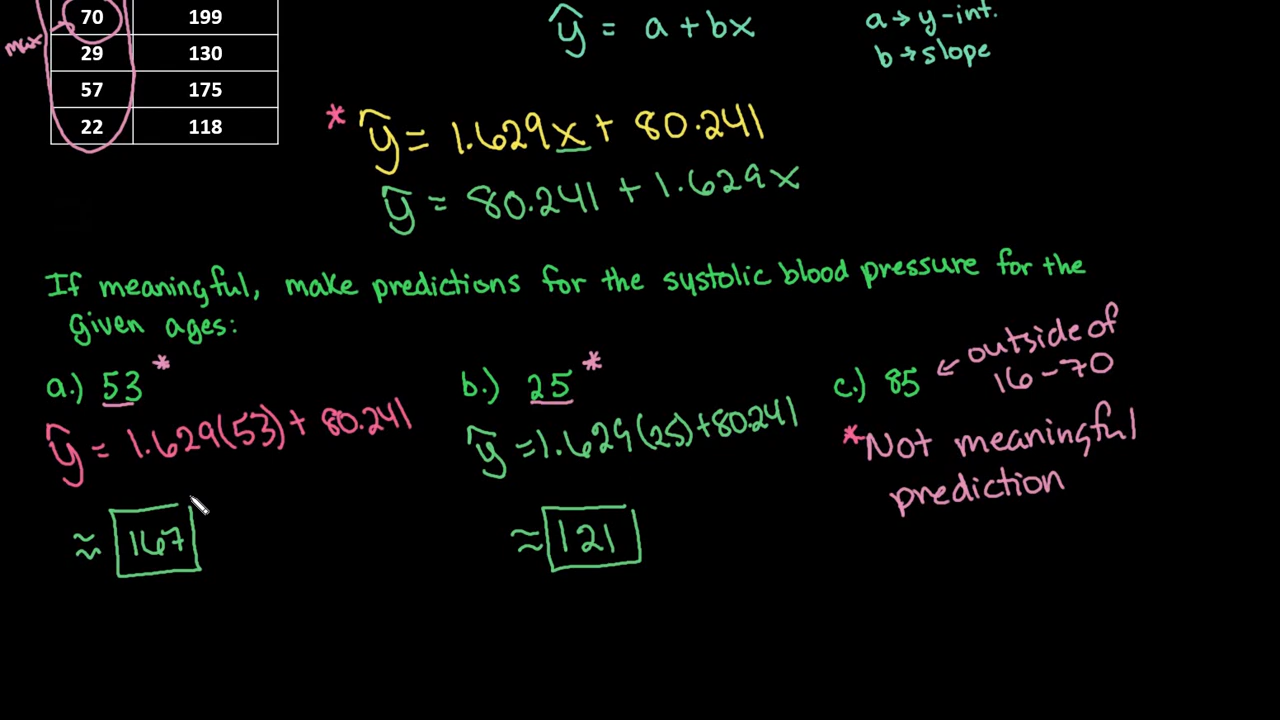 70 199
max
29 130
57 175
22 118
ŷ = a + bx
a → y-int.
b → slope
* ŷ = 1.629x + 80.241
ŷ = 80.241 + 1.629x
If meaningful, make predictions for the systolic blood pressure for the
given ages:
a.) 53 *
ŷ = 1.629(53) + 80.241
≈ 167
b.) 25 *
ŷ = 1.629(25) + 80.241
≈ 121
c.) 85 ← outside of
16 - 70
* Not meaningful
prediction